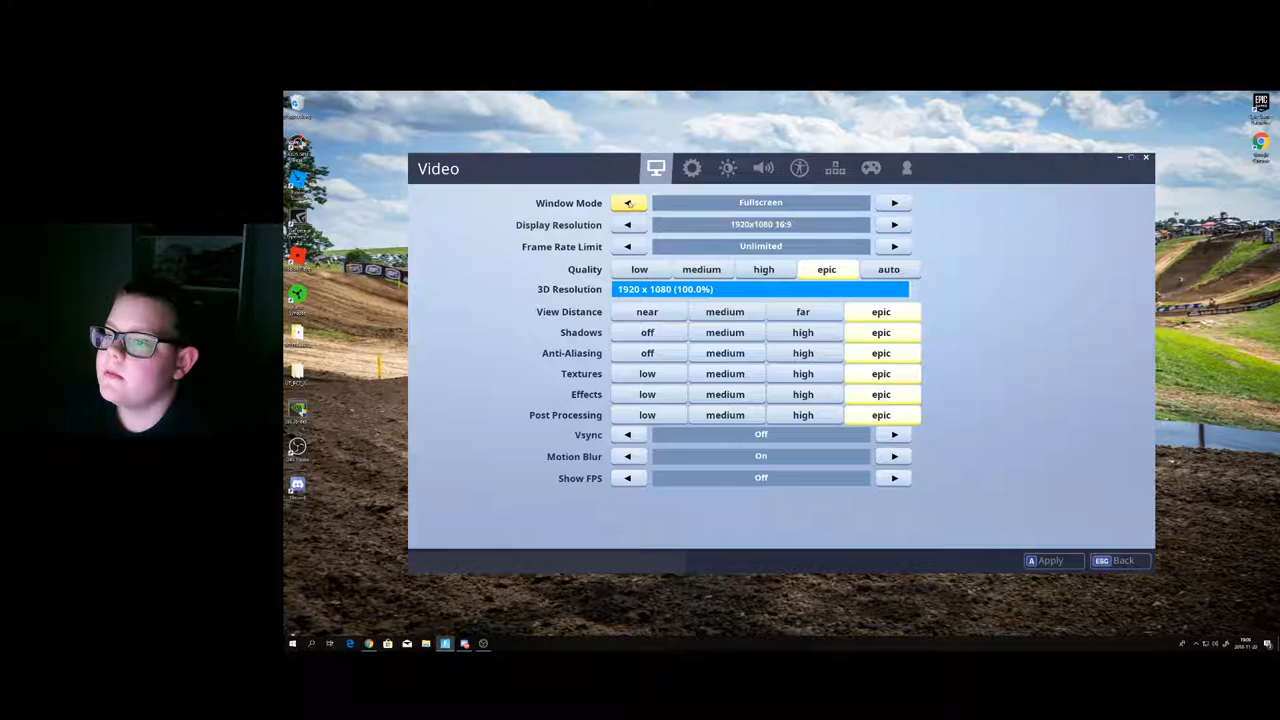 Video
Window Mode Fullscreen
Display Resolution 1920x1080 16:9
Frame Rate Limit Unlimited
Quality low medium high epic auto
3D Resolution 1920 x 1080 (100.0%)
View Distance near medium far epic
Shadows off medium high epic
Anti-Aliasing off medium high epic
Textures low medium high epic
Effects low medium high epic
Post Processing low medium high epic
Vsync Off
Motion Blur On
Show FPS Off
A Apply ESC Back
EPIC